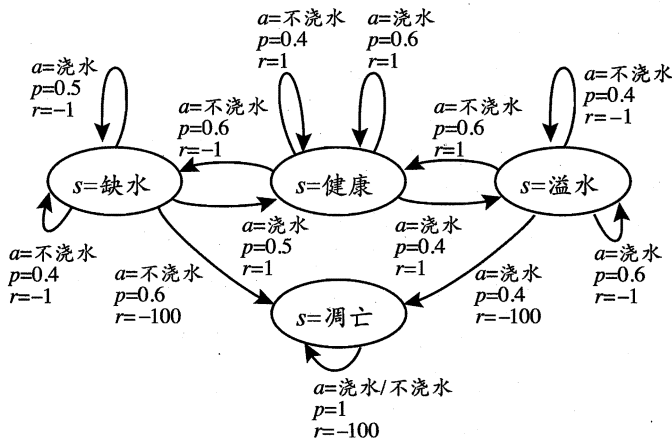 a=浇水
p=0.5
r=-1
a=不浇水
p=0.4
r=1
a=浇水
p=0.6
r=1
a=不浇水
p=0.4
r=-1
a=不浇水
p=0.6
r=-1
a=不浇水
p=0.6
r=1
s=缺水
s=健康
s=溢水
a=不浇水
p=0.4
r=-1
a=不浇水
p=0.6
r=-100
a=浇水
p=0.5
r=1
a=浇水
p=0.4
r=1
a=浇水
p=0.4
r=-100
a=浇水
p=0.6
r=-1
s=凋亡
a=浇水/不浇水
p=1
r=-100